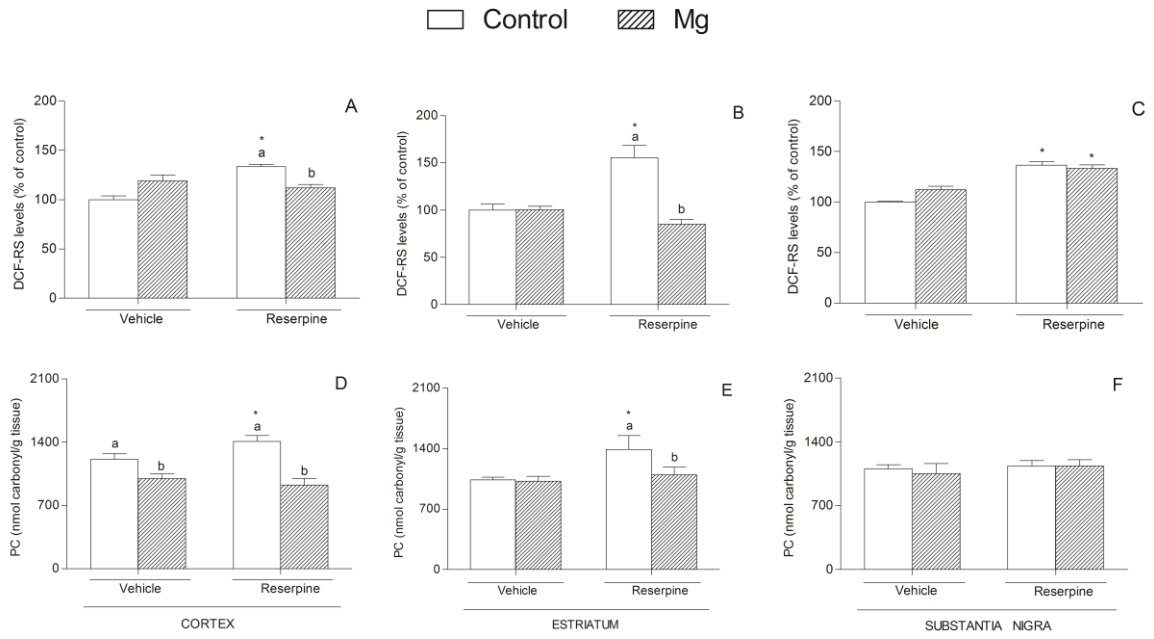 Control Mg
A
DCF-RS levels (% of control)
200
150
100
50
0
*
a
b
Vehicle Reserpine
B
DCF-RS levels (% of control)
200
150
100
50
0
*
a
b
Vehicle Reserpine
C
DCF-RS levels (% of control)
200
150
100
50
0
* *
Vehicle Reserpine
D
PC (nmol carbonyl/g tissue)
2100
1400
700
0
a
b
*
a
b
Vehicle Reserpine
CORTEX
E
PC (nmol carbonyl/g tissue)
2100
1400
700
0
*
a
b
Vehicle Reserpine
ESTRIATUM
F
PC (nmol carbonyl/g tissue)
2100
1400
700
0
Vehicle Reserpine
SUBSTANTIA NIGRA